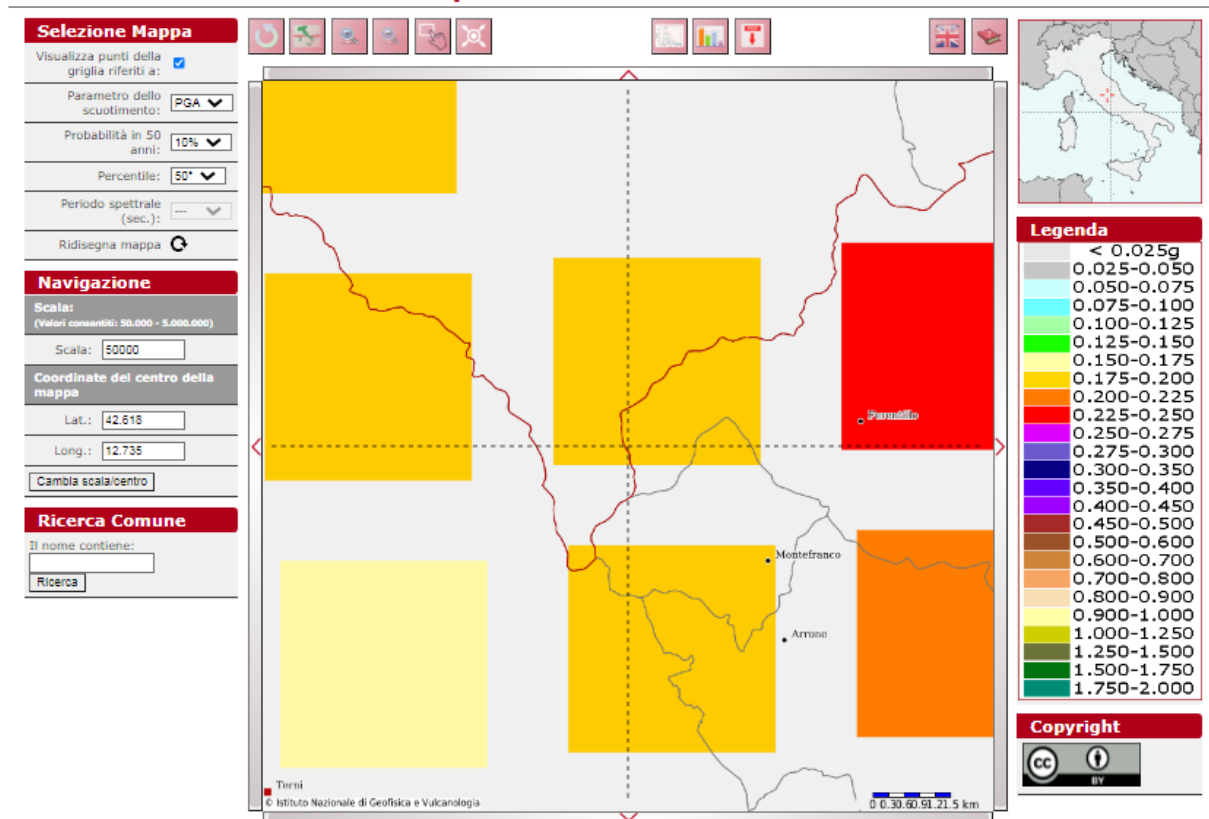 Selezione Mappa
Visualizza punti della
griglia riferiti a:
Parametro dello
scuotimento:
PGA
Probabilità in 50
anni:
10%
Percentile:
50°
Periodo spettrale
(sec.):
---
Ridisegna mappa
Navigazione
Scala:
(Valori consentiti: 50.000 - 5.000.000)
Scala:
50000
Coordinate del centro della
mappa
Lat.:
42.618
Long.:
12.735
Cambia scala/centro
Ricerca Comune
Il nome contiene:
Ricerca
Ferentillo
Montefranco
Arrone
Terni
© Istituto Nazionale di Geofisica e Vulcanologia
0 0.30.60.91.21.5 km
Legenda
< 0.025g
0.025-0.050
0.050-0.075
0.075-0.100
0.100-0.125
0.125-0.150
0.150-0.175
0.175-0.200
0.200-0.225
0.225-0.250
0.250-0.275
0.275-0.300
0.300-0.350
0.350-0.400
0.400-0.450
0.450-0.500
0.500-0.600
0.600-0.700
0.700-0.800
0.800-0.900
0.900-1.000
1.000-1.250
1.250-1.500
1.500-1.750
1.750-2.000
Copyright
cc
BY